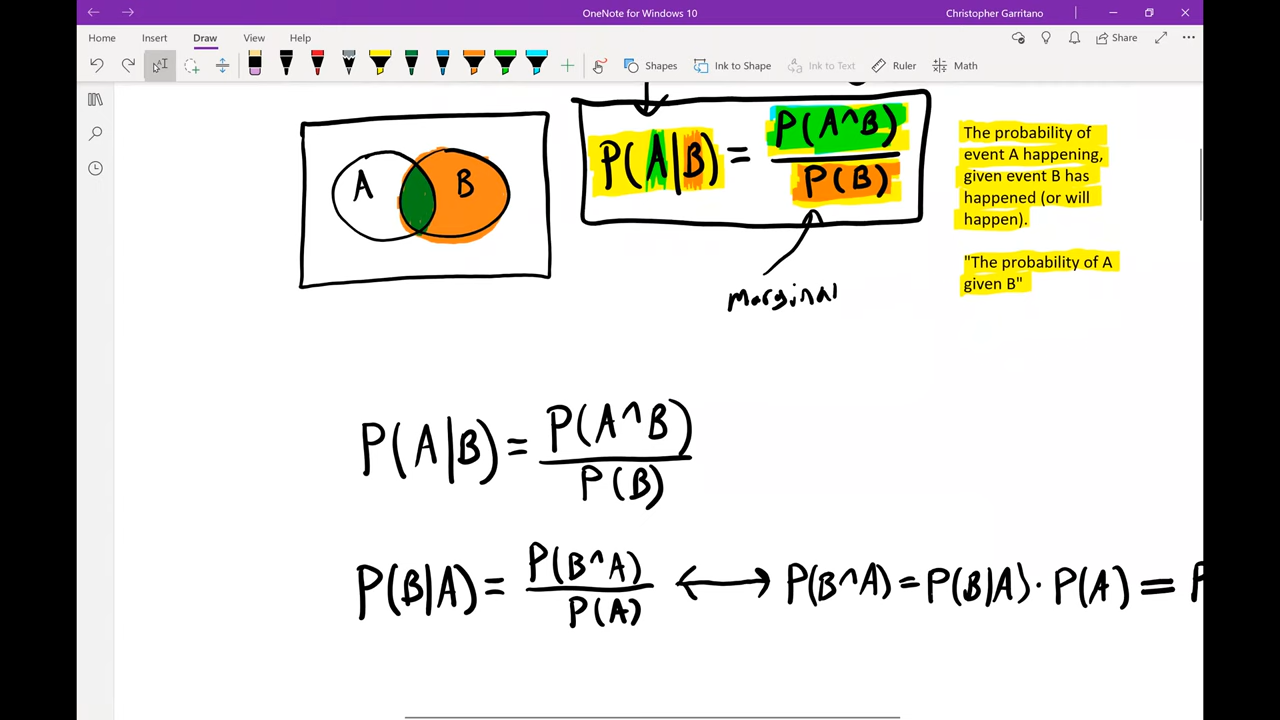 OneNote for Windows 10
Christopher Garritano
Home Insert Draw View Help
Share
Shapes
Ink to Shape
Ink to Text
Ruler
Math
A B
P(A|B) = P(A^B)
P(B)
marginal
The probability of
event A happening,
given event B has
happened (or will
happen).
"The probability of A
given B"
P(A|B) = P(A^B)
P(B)
P(B|A) = P(B^A)
P(A)
↔ P(B^A) = P(B|A) · P(A) = P